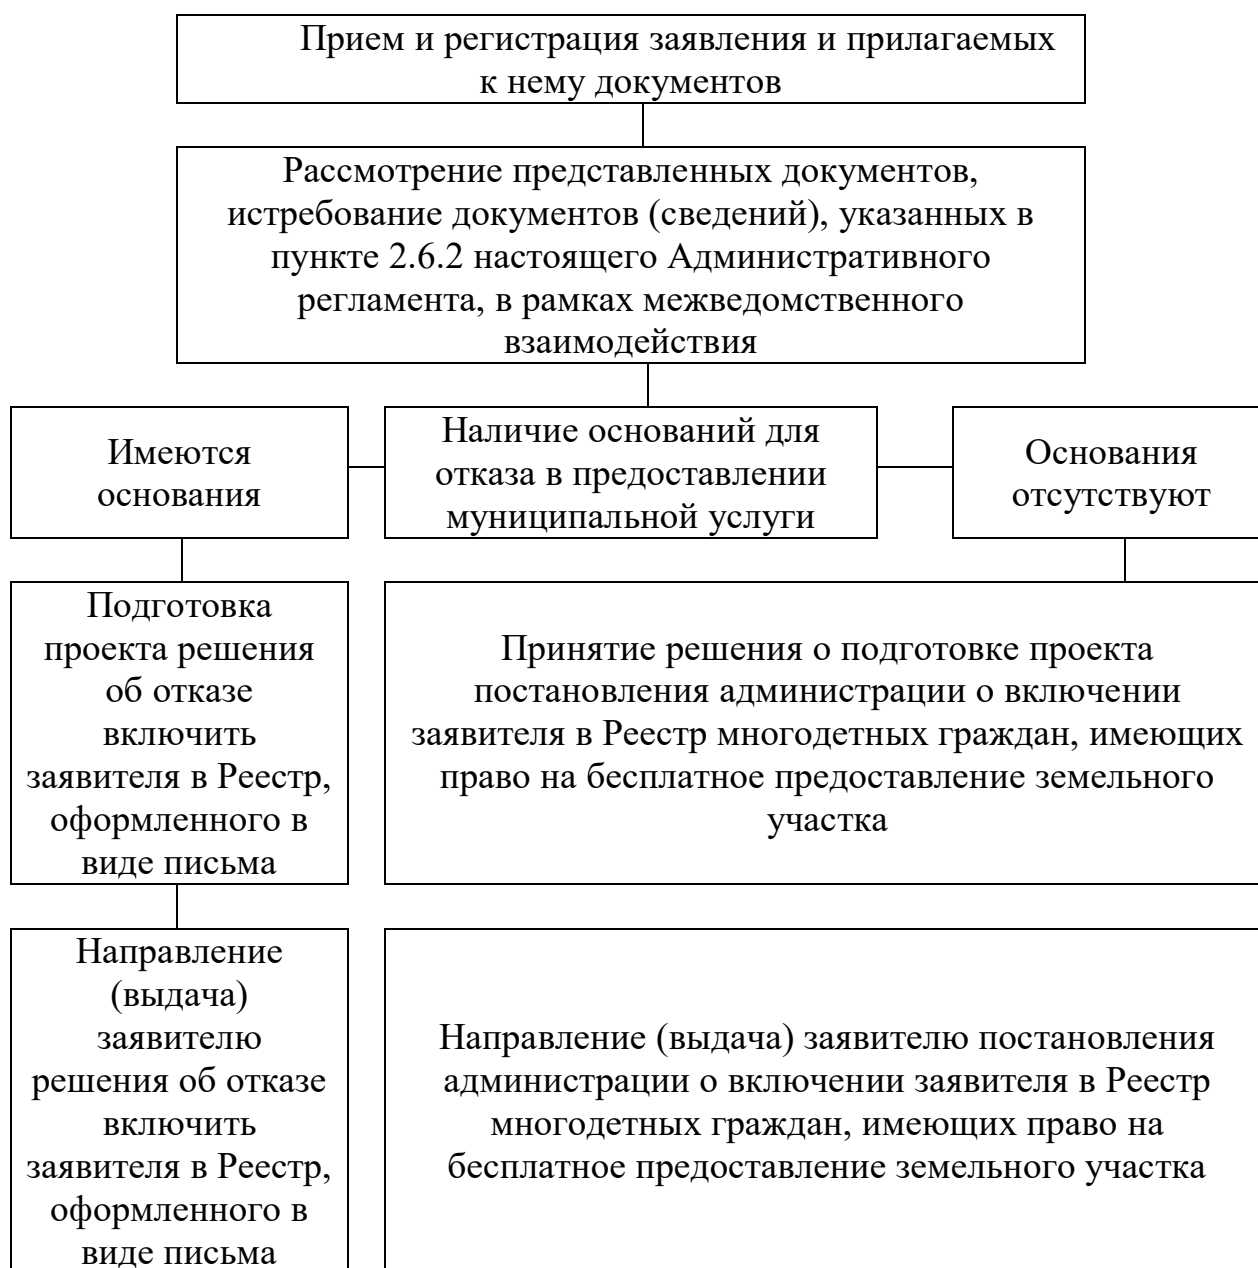 Прием и регистрация заявления и прилагаемых
к нему документов
Рассмотрение представленных документов,
истребование документов (сведений), указанных в
пункте 2.6.2 настоящего Административного
регламента, в рамках межведомственного
взаимодействия
Имеются
основания
Наличие оснований для
отказа в предоставлении
муниципальной услуги
Основания
отсутствуют
Подготовка
проекта решения
об отказе
включить
заявителя в Реестр,
оформленного в
виде письма
Принятие решения о подготовке проекта
постановления администрации о включении
заявителя в Реестр многодетных граждан, имеющих
право на бесплатное предоставление земельного
участка
Направление
(выдача)
заявителю
решения об отказе
включить
заявителя в Реестр,
оформленного в
виде письма
Направление (выдача) заявителю постановления
администрации о включении заявителя в Реестр
многодетных граждан, имеющих право на
бесплатное предоставление земельного участка